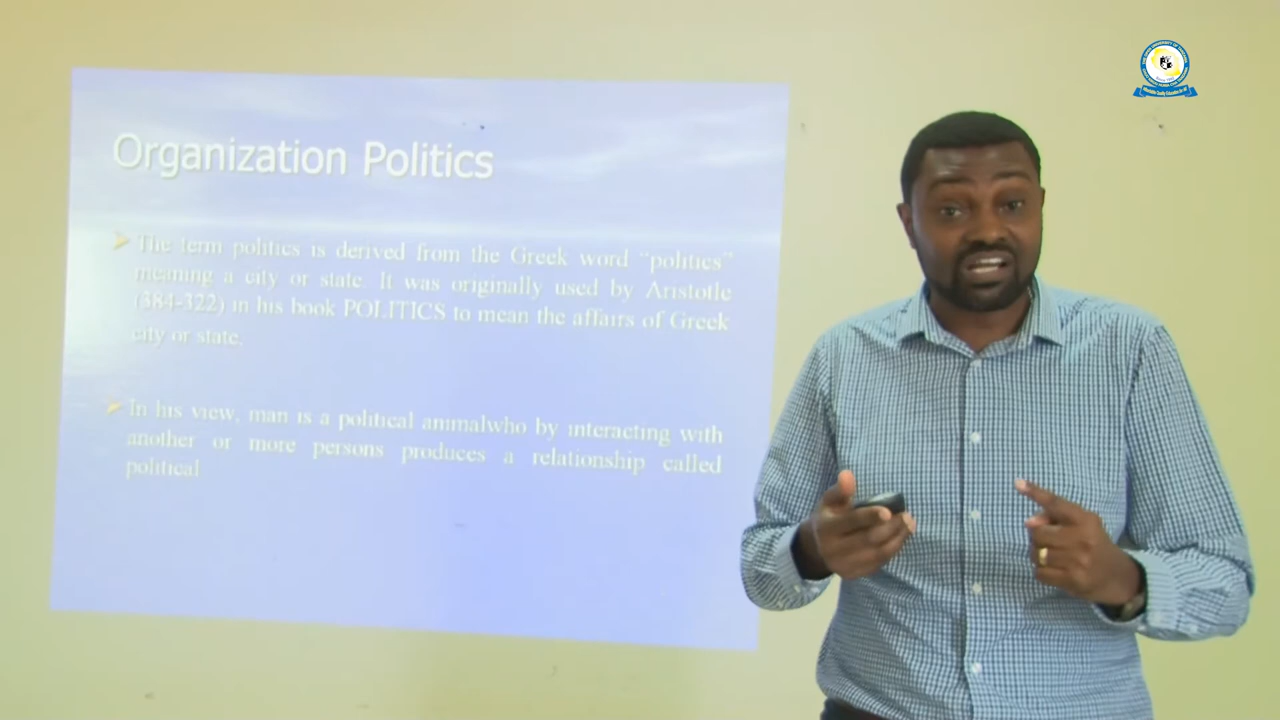 Organization Politics
The term politics is derived from the Greek word "politics"
meaning a city or state. It was originally used by Aristotle
(384-322) in his book POLITICS to mean the affairs of Greek
city or state.
In his view, man is a political animalwho by interacting with
another or more persons produces a relationship called
political